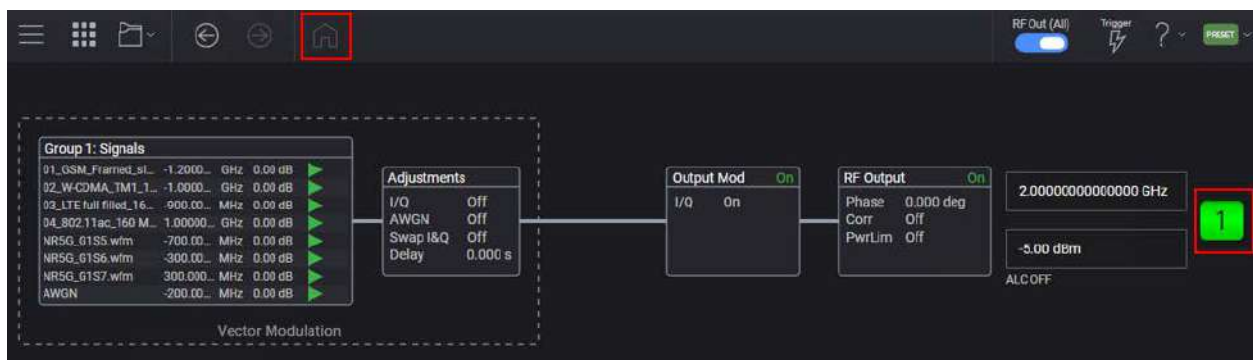 RF Out (All)
Trigger
?
PRESET
Group 1: Signals
01_GSM_Framed_sl... -1.2000... GHz 0.00 dB
02_W-CDMA_TM1_1... -1.0000... GHz 0.00 dB
03_LTE full filled_16... -900.00... MHz 0.00 dB
04_802.11ac_160 M... 1.00000... GHz 0.00 dB
NR5G_G1S5.wfm -700.00... MHz 0.00 dB
NR5G_G1S6.wfm -300.00... MHz 0.00 dB
NR5G_G1S7.wfm 300.000... MHz 0.00 dB
AWGN -200.00... MHz 0.00 dB
Adjustments
I/Q Off
AWGN Off
Swap I&Q Off
Delay 0.000 s
Vector Modulation
Output Mod On
I/Q On
RF Output On
Phase 0.000 deg
Corr Off
PwrLim Off
2.00000000000000 GHz
-5.00 dBm
ALC OFF
1